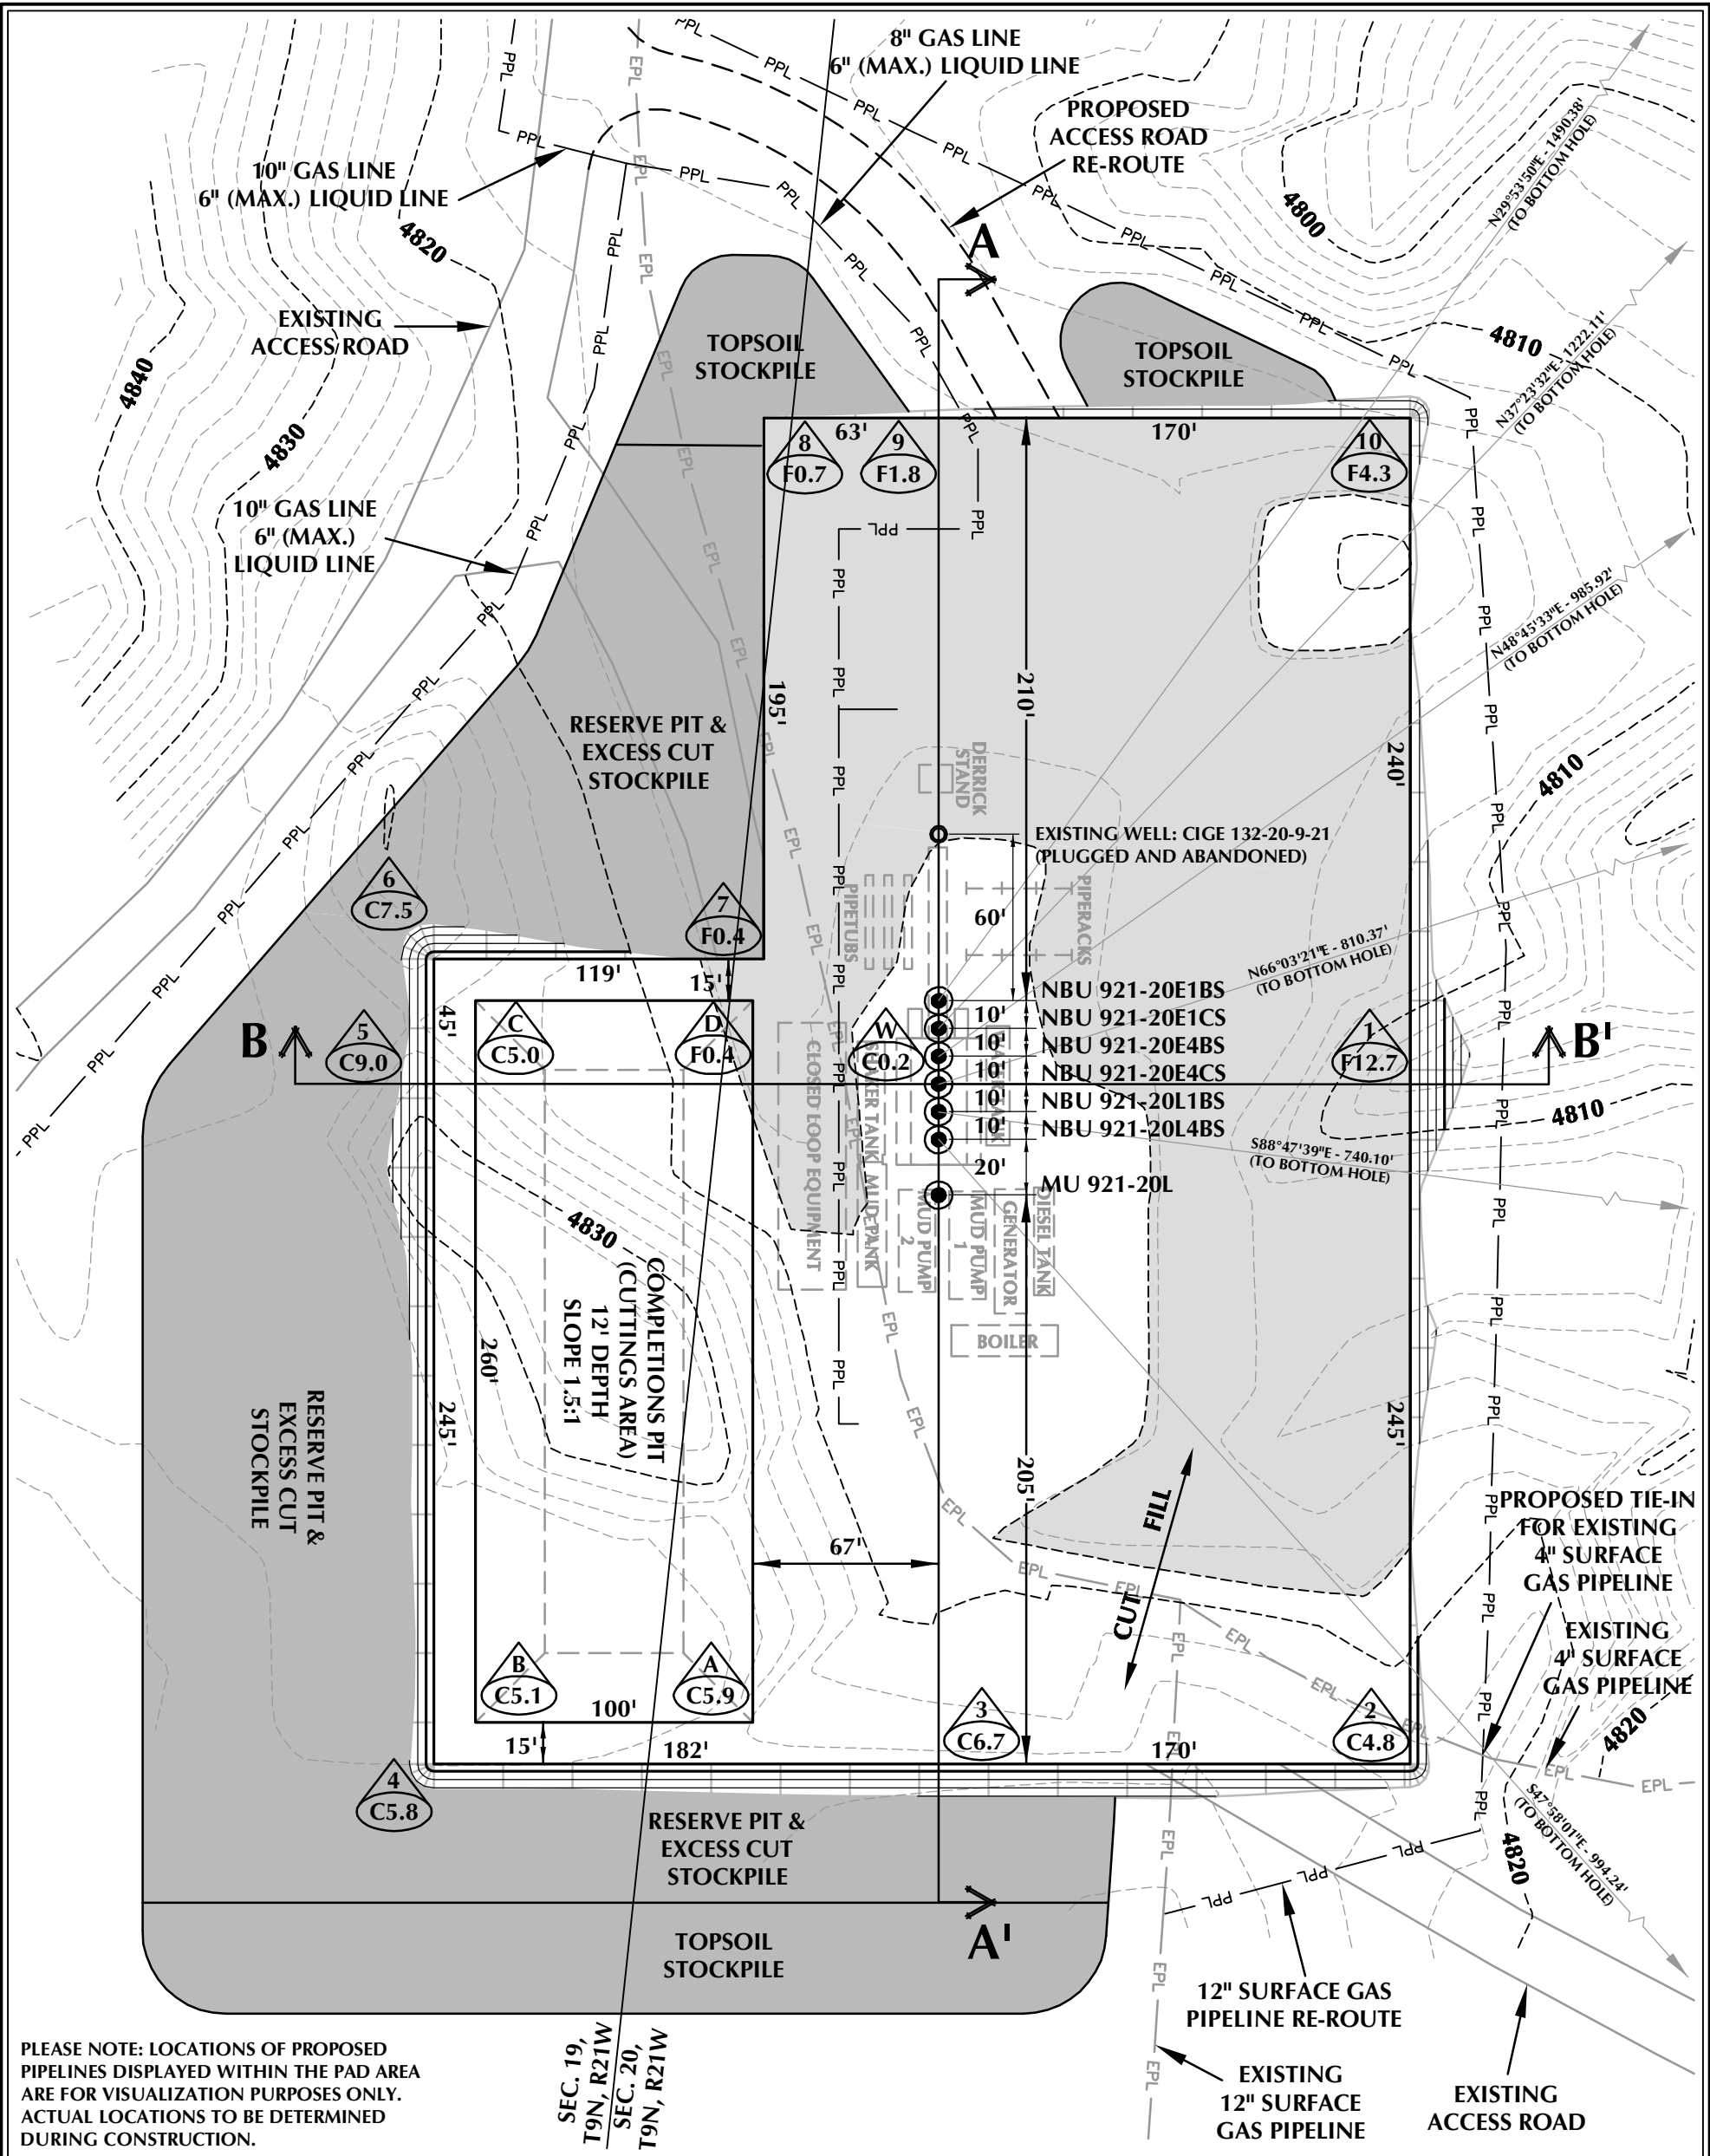 8" GAS LINE
6" (MAX.) LIQUID LINE
PROPOSED
ACCESS ROAD
RE-ROUTE
10" GAS LINE
6" (MAX.) LIQUID LINE
N29°53'50"E - 1490.38'
(TO BOTTOM HOLE)
4800
4820
A
EXISTING
ACCESS ROAD
TOPSOIL
STOCKPILE
TOPSOIL
STOCKPILE
4810
N37°23'32"E - 1222.11'
(TO BOTTOM HOLE)
4840
4830
63'
170'
8
F0.7
9
F1.8
10
F4.3
10" GAS LINE
6" (MAX.)
LIQUID LINE
PPL
EPL
N48°45'33"E - 985.92'
(TO BOTTOM HOLE)
195'
210'
240'
RESERVE PIT &
EXCESS CUT
STOCKPILE
DERRICK
STAND
4810
EXISTING WELL: CIGE 132-20-9-21
(PLUGGED AND ABANDONED)
6
C7.5
7
F0.4
PIPETUBS
PIPERACKS
60'
N66°03'21"E - 810.37'
(TO BOTTOM HOLE)
119'
15'
45'
NBU 921-20E1BS
10'
NBU 921-20E1CS
10'
NBU 921-20E4BS
10'
NBU 921-20E4CS
10'
NBU 921-20L1BS
10'
NBU 921-20L4BS
20'
MU 921-20L
B
5
C9.0
C
C5.0
D
F0.4
W
C0.2
1
F12.7
B'
4810
S88°47'39"E - 740.10'
(TO BOTTOM HOLE)
CLOSED LOOP EQUIPMENT
SHAKER TANK
MUD TANK
WATER TANK
MUD PUMP
2
MUD PUMP
1
GENERATOR
DIESEL TANK
BOILER
4830
COMPLETIONS PIT
(CUTTINGS AREA)
12' DEPTH
SLOPE 1.5:1
260'
245'
245'
205'
RESERVE PIT &
EXCESS CUT
STOCKPILE
67'
FILL
CUT
PROPOSED TIE-IN
FOR EXISTING
4" SURFACE
GAS PIPELINE
EXISTING
4" SURFACE
GAS PIPELINE
B
C5.1
A
C5.9
100'
15'
182'
3
C6.7
170'
2
C4.8
4820
4
C5.8
RESERVE PIT &
EXCESS CUT
STOCKPILE
4820
S47°58'01"E - 994.24'
(TO BOTTOM HOLE)
A'
TOPSOIL
STOCKPILE
12" SURFACE GAS
PIPELINE RE-ROUTE
EXISTING
12" SURFACE
GAS PIPELINE
EXISTING
ACCESS ROAD
SEC. 19,
T9N, R21W
SEC. 20,
T9N, R21W
PLEASE NOTE: LOCATIONS OF PROPOSED
PIPELINES DISPLAYED WITHIN THE PAD AREA
ARE FOR VISUALIZATION PURPOSES ONLY.
ACTUAL LOCATIONS TO BE DETERMINED
DURING CONSTRUCTION.